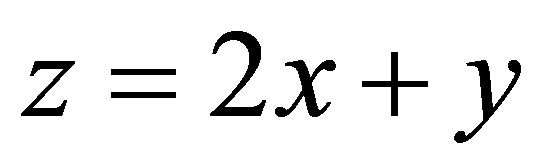 z = 2x + y